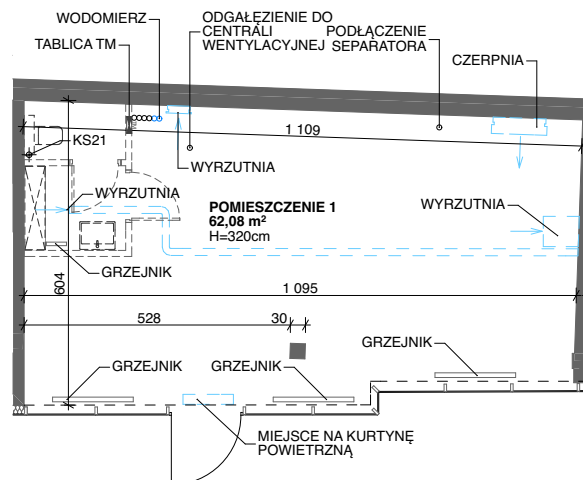 WODOMIERZ
TABLICA TM
ODGAŁĘZIENIE DO
CENTRALI
WENTYLACYJNEJ
PODŁĄCZENIE
SEPARATORA
CZERPNIA
1 109
KS21
WYRZUTNIA
WYRZUTNIA
POMIESZCZENIE 1
62,08 m²
H=320cm
WYRZUTNIA
GRZEJNIK
604
1 095
528
30
GRZEJNIK
GRZEJNIK
GRZEJNIK
MIEJSCE NA KURTYNĘ
POWIETRZNĄ